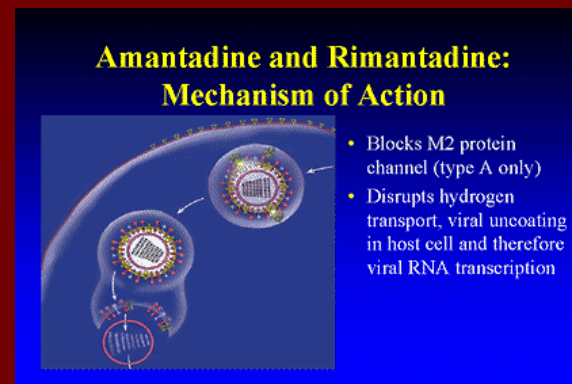 Amantadine and Rimantadine:
Mechanism of Action
• Blocks M2 protein
channel (type A only)
• Disrupts hydrogen
transport, viral uncoating
in host cell and therefore
viral RNA transcription